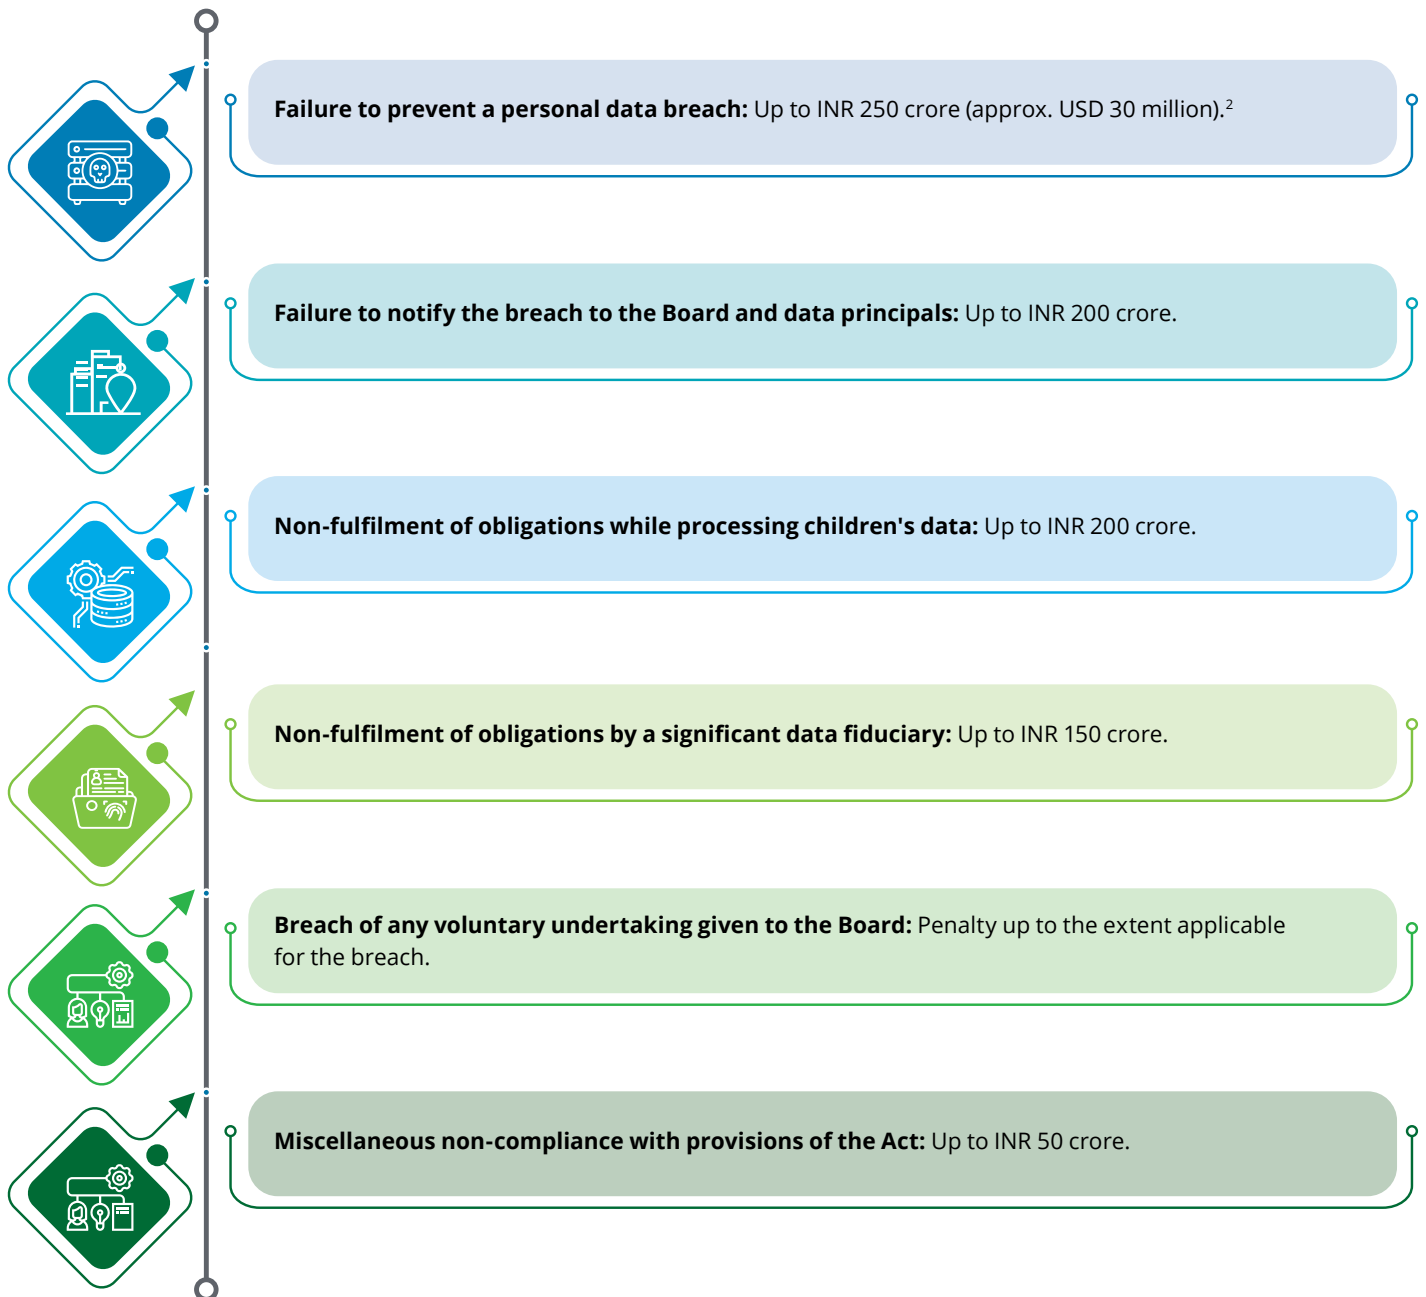 Failure to prevent a personal data breach: Up to INR 250 crore (approx. USD 30 million).²
Failure to notify the breach to the Board and data principals: Up to INR 200 crore.
Non-fulfilment of obligations while processing children's data: Up to INR 200 crore.
Non-fulfilment of obligations by a significant data fiduciary: Up to INR 150 crore.
Breach of any voluntary undertaking given to the Board: Penalty up to the extent applicable
for the breach.
Miscellaneous non-compliance with provisions of the Act: Up to INR 50 crore.